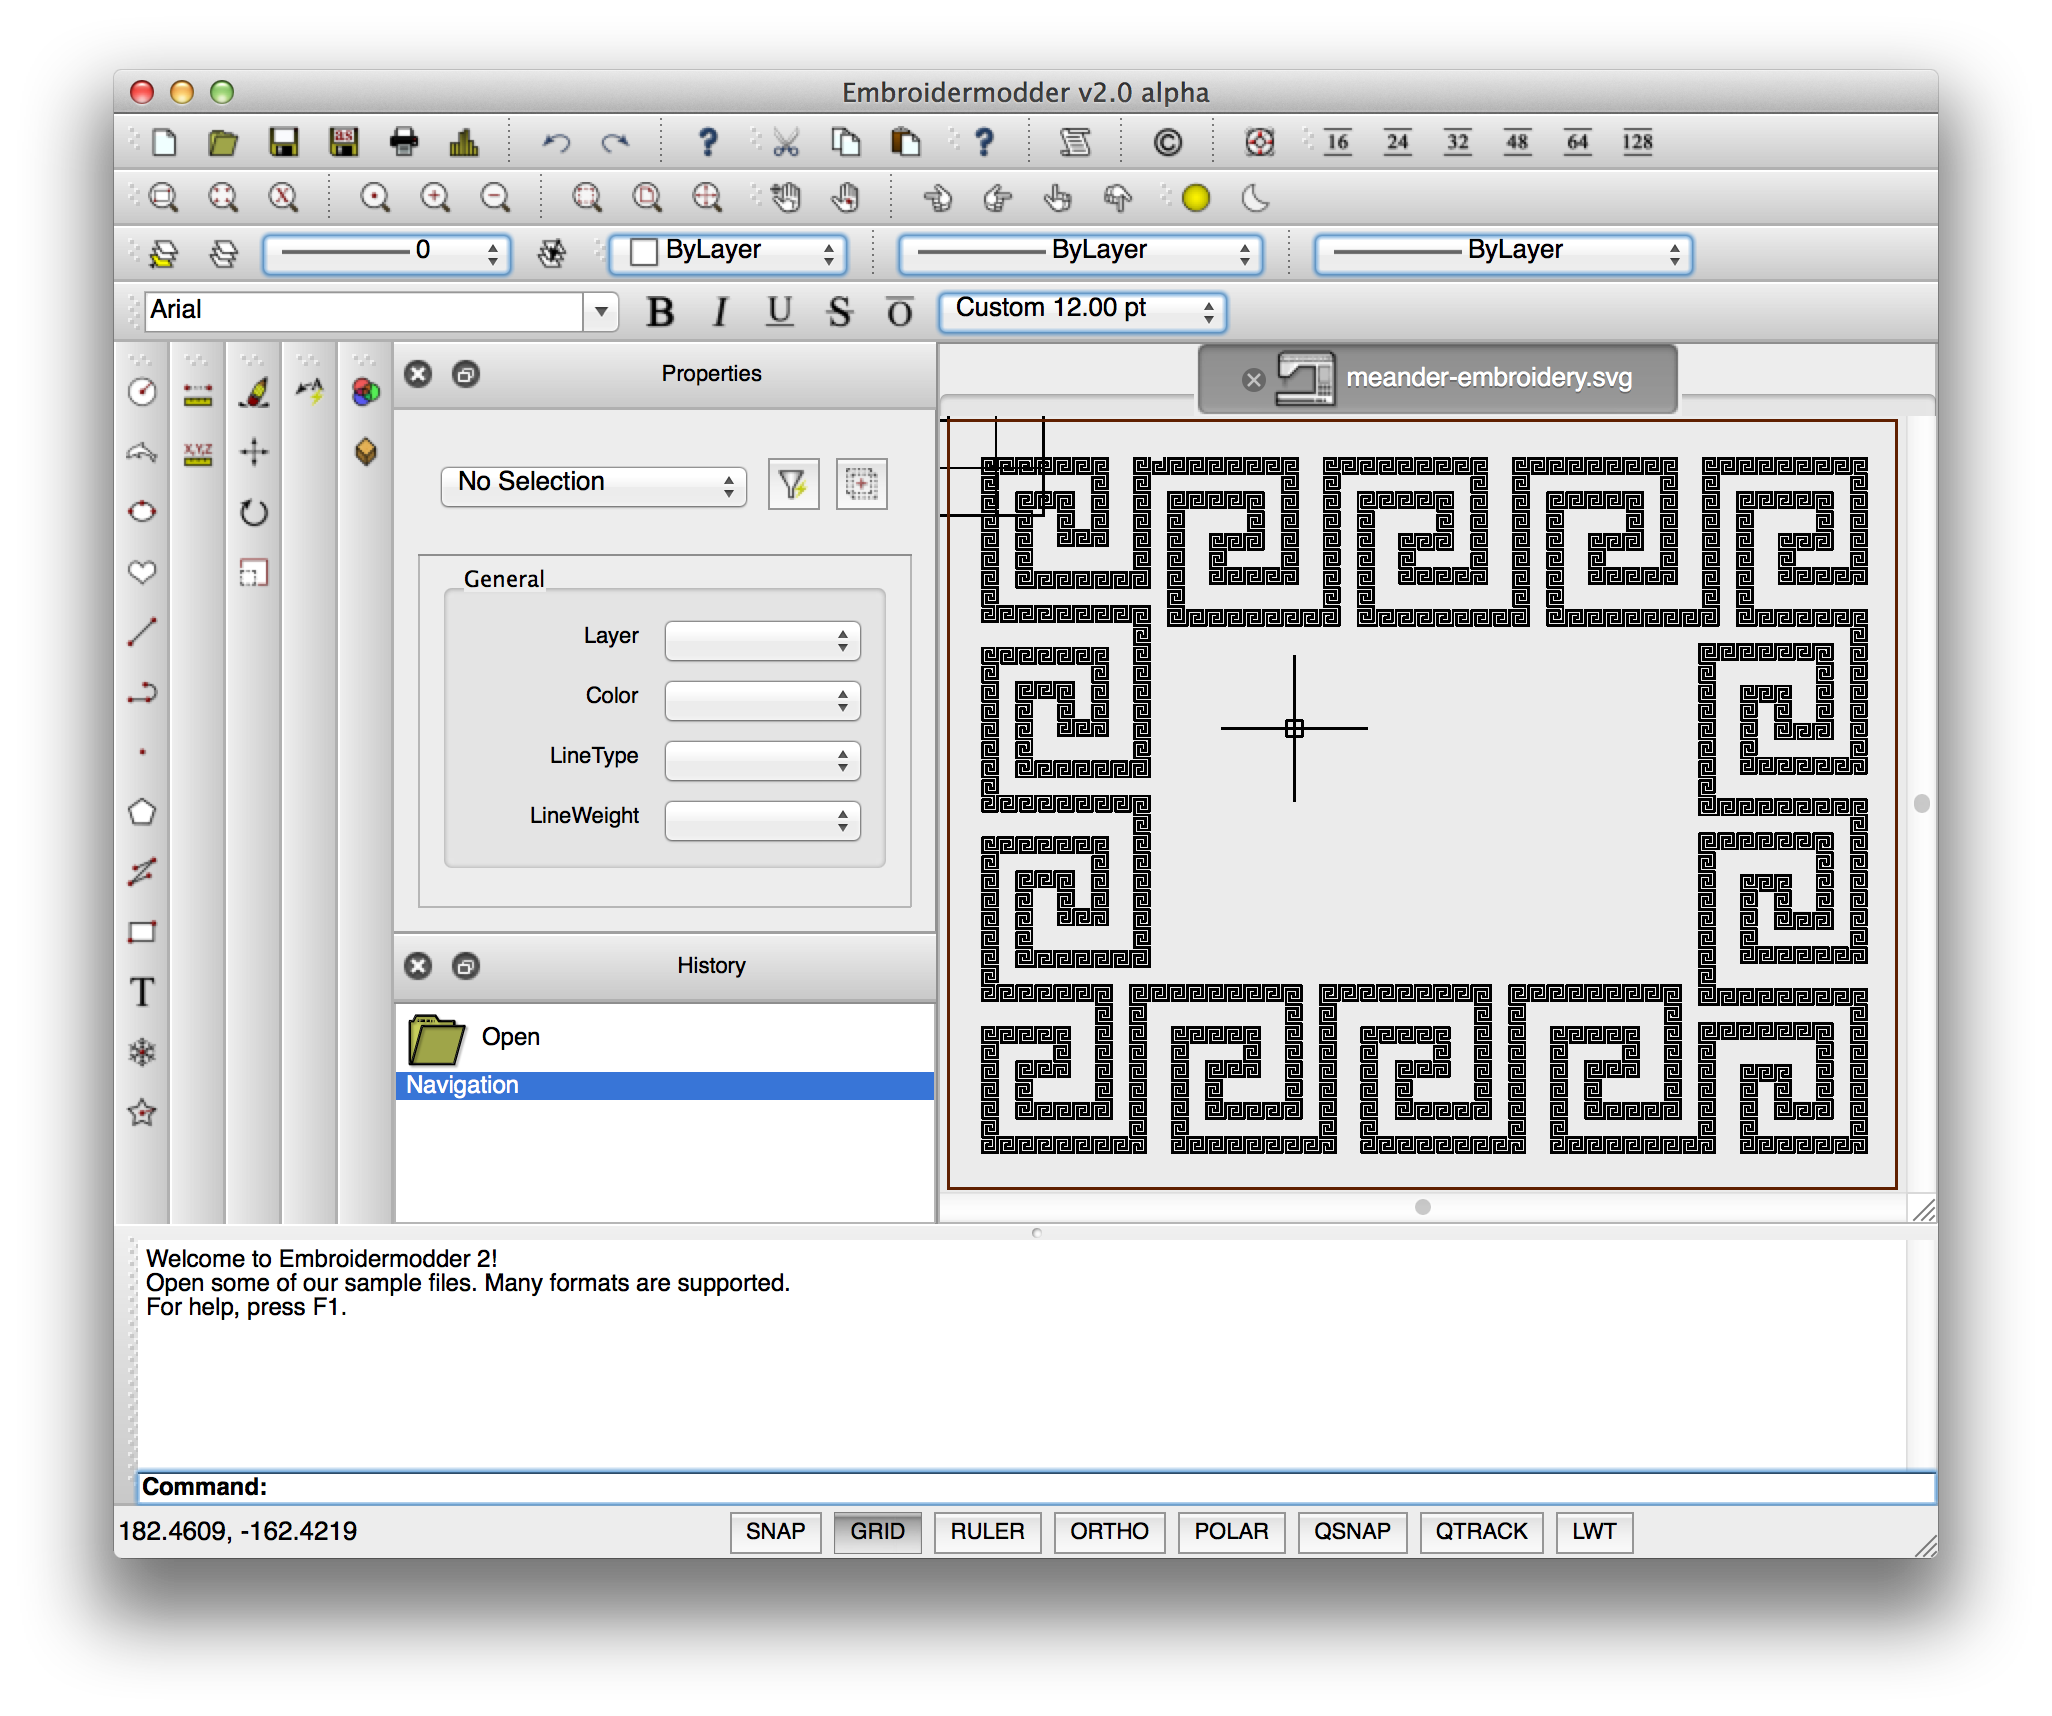 Embroidermodder v2.0 alpha
a.s
? ? © 16 24 32 48 64 128
X
0 ByLayer ByLayer ByLayer
Arial B I U S O Custom 12.00 pt
Properties
meander-embroidery.svg
A
X,Y,Z
No Selection
General
Layer
Color
LineType
LineWeight
History
T
Open
Navigation
Welcome to Embroidermodder 2!
Open some of our sample files. Many formats are supported.
For help, press F1.
Command:
182.4609, -162.4219 SNAP GRID RULER ORTHO POLAR QSNAP QTRACK LWT